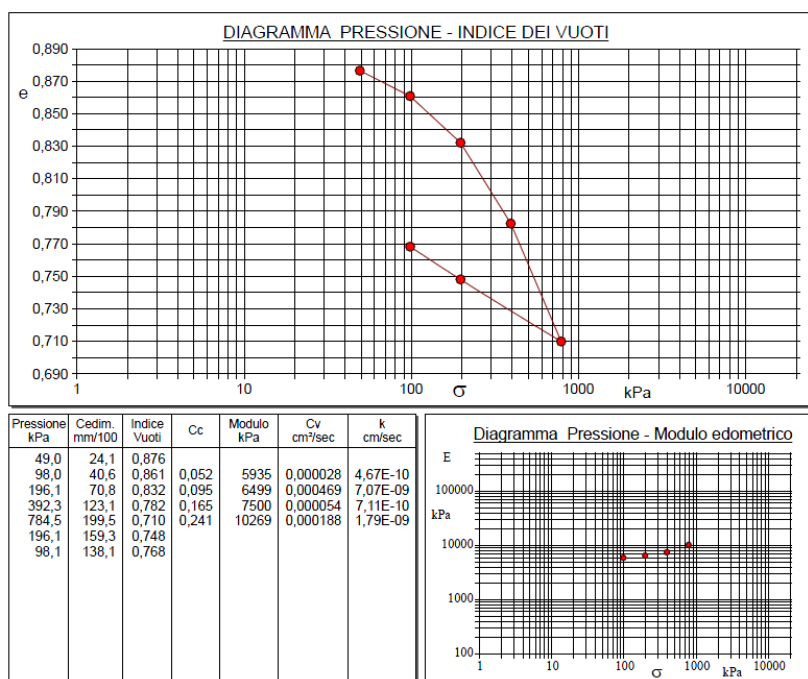 DIAGRAMMA PRESSIONE - INDICE DEI VUOTI
0,890
0,870
e
0,850
0,830
0,810
0,790
0,770
0,750
0,730
0,710
0,690
1 10 100 σ kPa 1000 10000
Pressione kPa Cedim. mm/100 Indice Vuoti Cc Modulo kPa Cv cm²/sec k cm/sec
49,0 24,1 0,876
98,0 40,6 0,861 0,052 5935 0,000028 4,67E-10
196,1 70,8 0,832 0,095 6499 0,000469 7,07E-09
392,3 123,1 0,782 0,165 7500 0,000054 7,11E-10
784,5 199,5 0,710 0,241 10269 0,000188 1,79E-09
196,1 159,3 0,748
98,1 138,1 0,768
Diagramma Pressione - Modulo edometrico
E
100000
kPa
10000
1000
100
1 10 100 σ 1000 kPa 10000